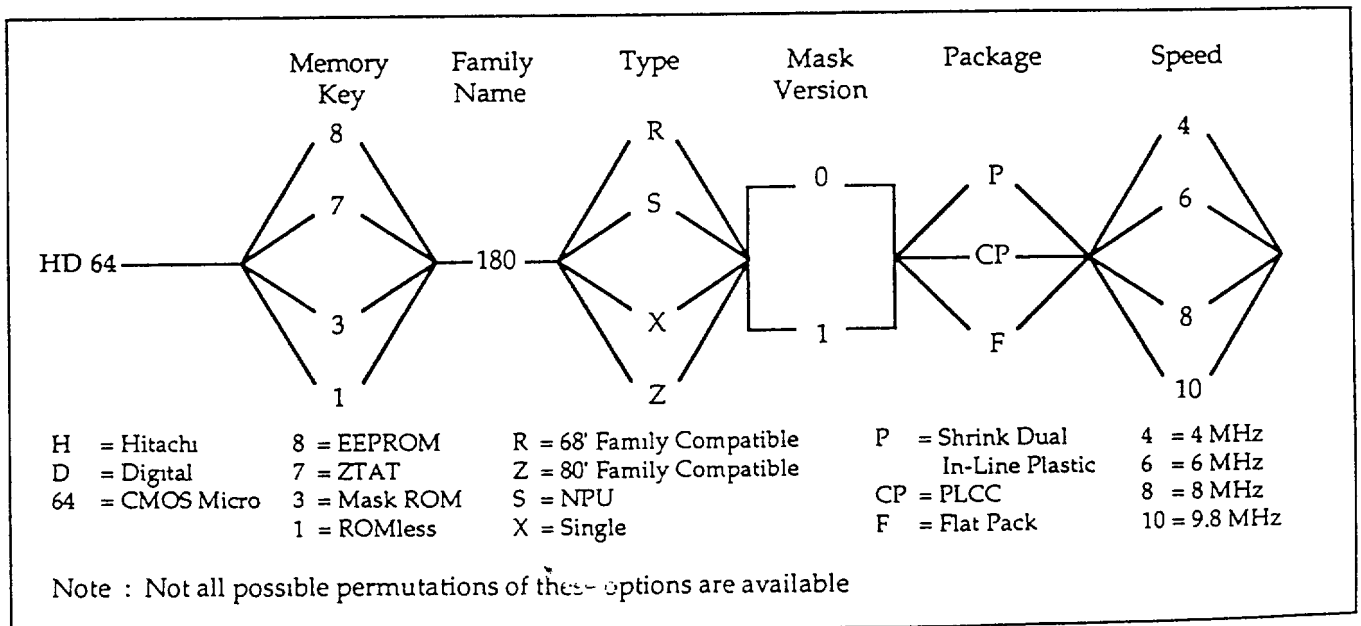 Memory Key
Family Name
Type
Mask Version
Package
Speed
HD 64
8
7
3
1
180
R
S
X
Z
0
1
P
CP
F
4
6
8
10
H = Hitachi
D = Digital
64 = CMOS Micro
8 = EEPROM
7 = ZTAT
3 = Mask ROM
1 = ROMless
R = 68' Family Compatible
Z = 80' Family Compatible
S = NPU
X = Single
P = Shrink Dual
In-Line Plastic
CP = PLCC
F = Flat Pack
4 = 4 MHz
6 = 6 MHz
8 = 8 MHz
10 = 9.8 MHz
Note : Not all possible permutations of options are available